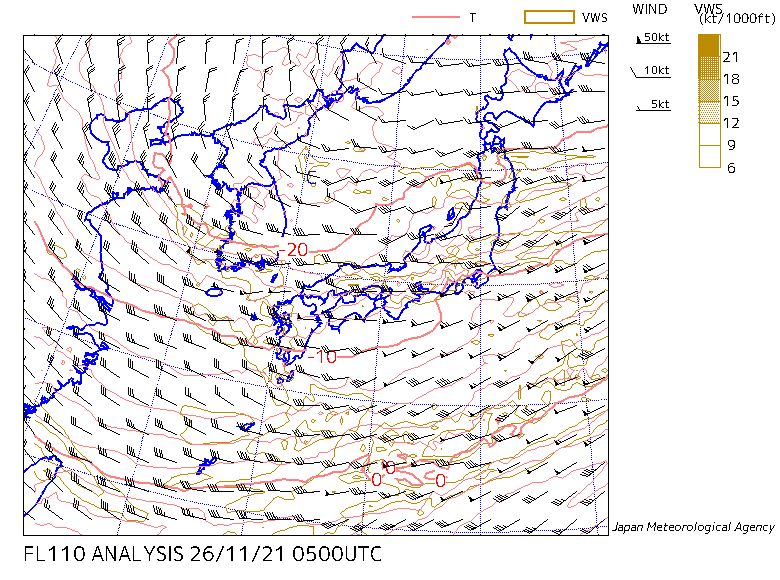 T
VWS
WIND
VWS
(kt/1000ft)
50kt
10kt
5kt
21
18
15
12
9
6
-20
-10
0
0
0
Japan Meteorological Agency
FL110 ANALYSIS 26/11/21 0500UTC